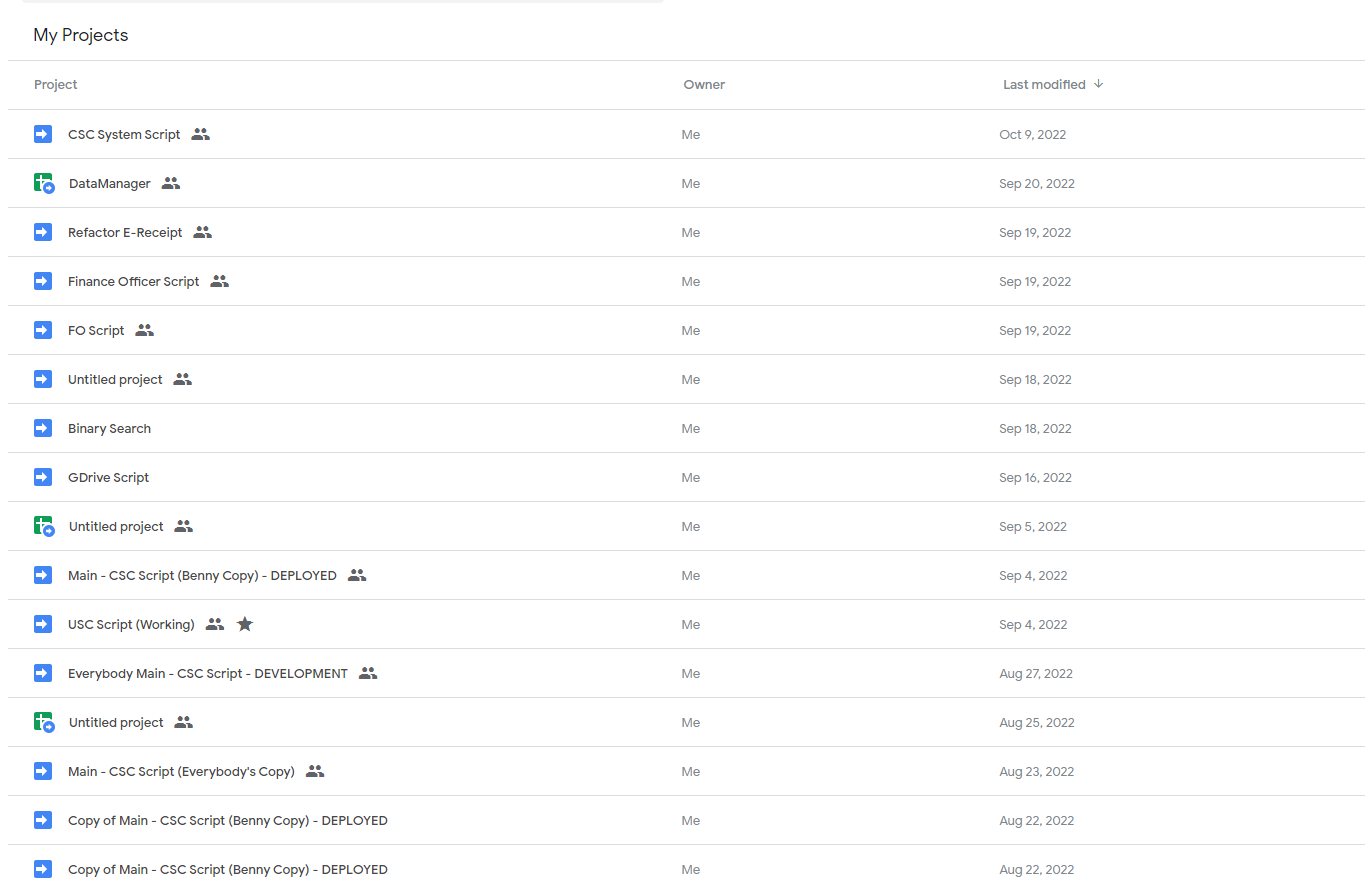 My Projects
Project Owner Last modified
CSC System Script Me Oct 9, 2022
DataManager Me Sep 20, 2022
Refactor E-Receipt Me Sep 19, 2022
Finance Officer Script Me Sep 19, 2022
FO Script Me Sep 19, 2022
Untitled project Me Sep 18, 2022
Binary Search Me Sep 18, 2022
GDrive Script Me Sep 16, 2022
Untitled project Me Sep 5, 2022
Main - CSC Script (Benny Copy) - DEPLOYED Me Sep 4, 2022
USC Script (Working) Me Sep 4, 2022
Everybody Main - CSC Script - DEVELOPMENT Me Aug 27, 2022
Untitled project Me Aug 25, 2022
Main - CSC Script (Everybody's Copy) Me Aug 23, 2022
Copy of Main - CSC Script (Benny Copy) - DEPLOYED Me Aug 22, 2022
Copy of Main - CSC Script (Benny Copy) - DEPLOYED Me Aug 22, 2022